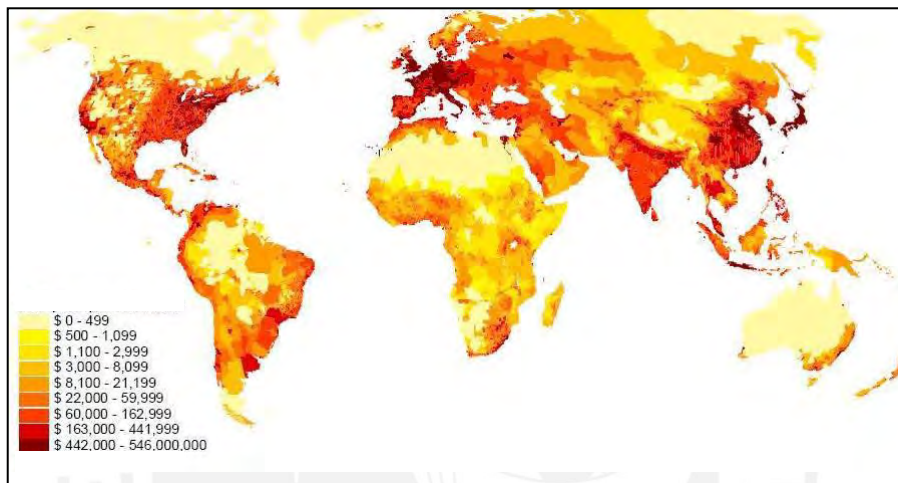 $ 0 - 499
$ 500 - 1,099
$ 1,100 - 2,999
$ 3,000 - 8,099
$ 8,100 - 21,199
$ 22,000 - 59,999
$ 60,000 - 162,999
$ 163,000 - 441,999
$ 442,000 - 546,000,000